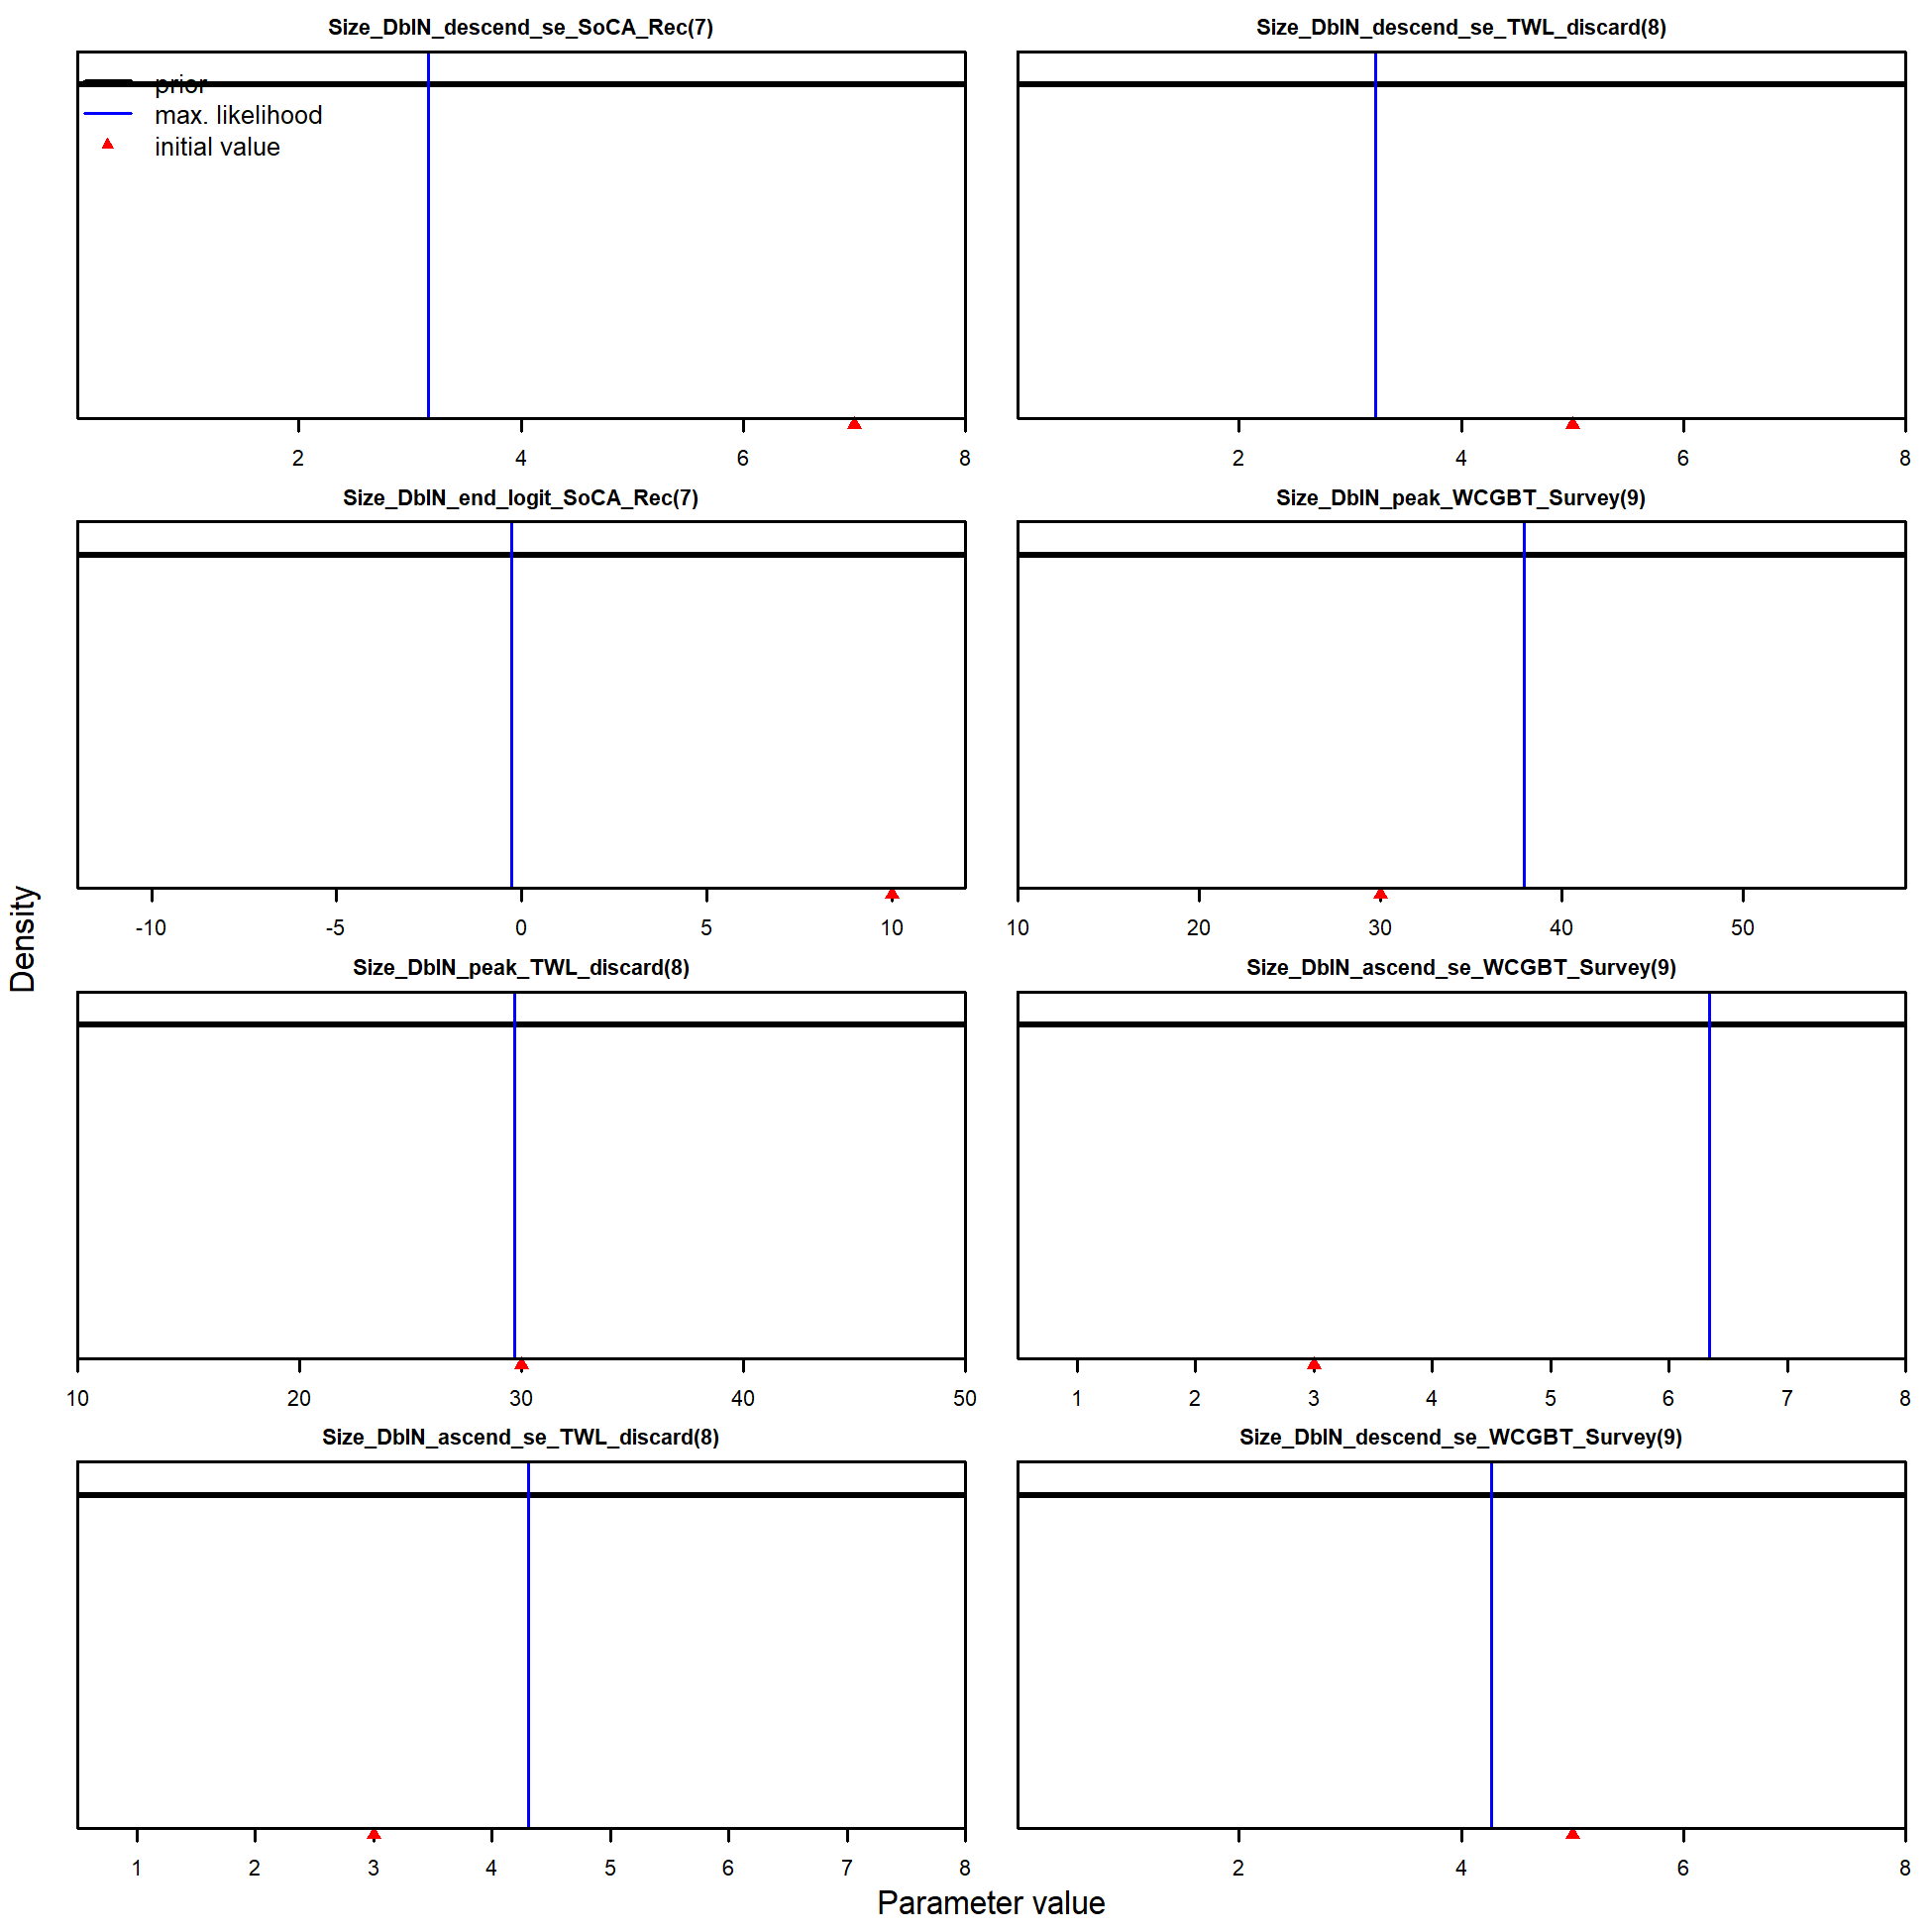 Size_DblN_descend_se_SoCA_Rec(7)
prior
max. likelihood
initial value
2 4 6 8
Size_DblN_descend_se_TWL_discard(8)
2 4 6 8
Size_DblN_end_logit_SoCA_Rec(7)
-10 -5 0 5 10
Size_DblN_peak_WCGBT_Survey(9)
10 20 30 40 50
Size_DblN_peak_TWL_discard(8)
10 20 30 40 50
Size_DblN_ascend_se_WCGBT_Survey(9)
1 2 3 4 5 6 7 8
Size_DblN_ascend_se_TWL_discard(8)
1 2 3 4 5 6 7 8
Size_DblN_descend_se_WCGBT_Survey(9)
2 4 6 8
Density
Parameter value